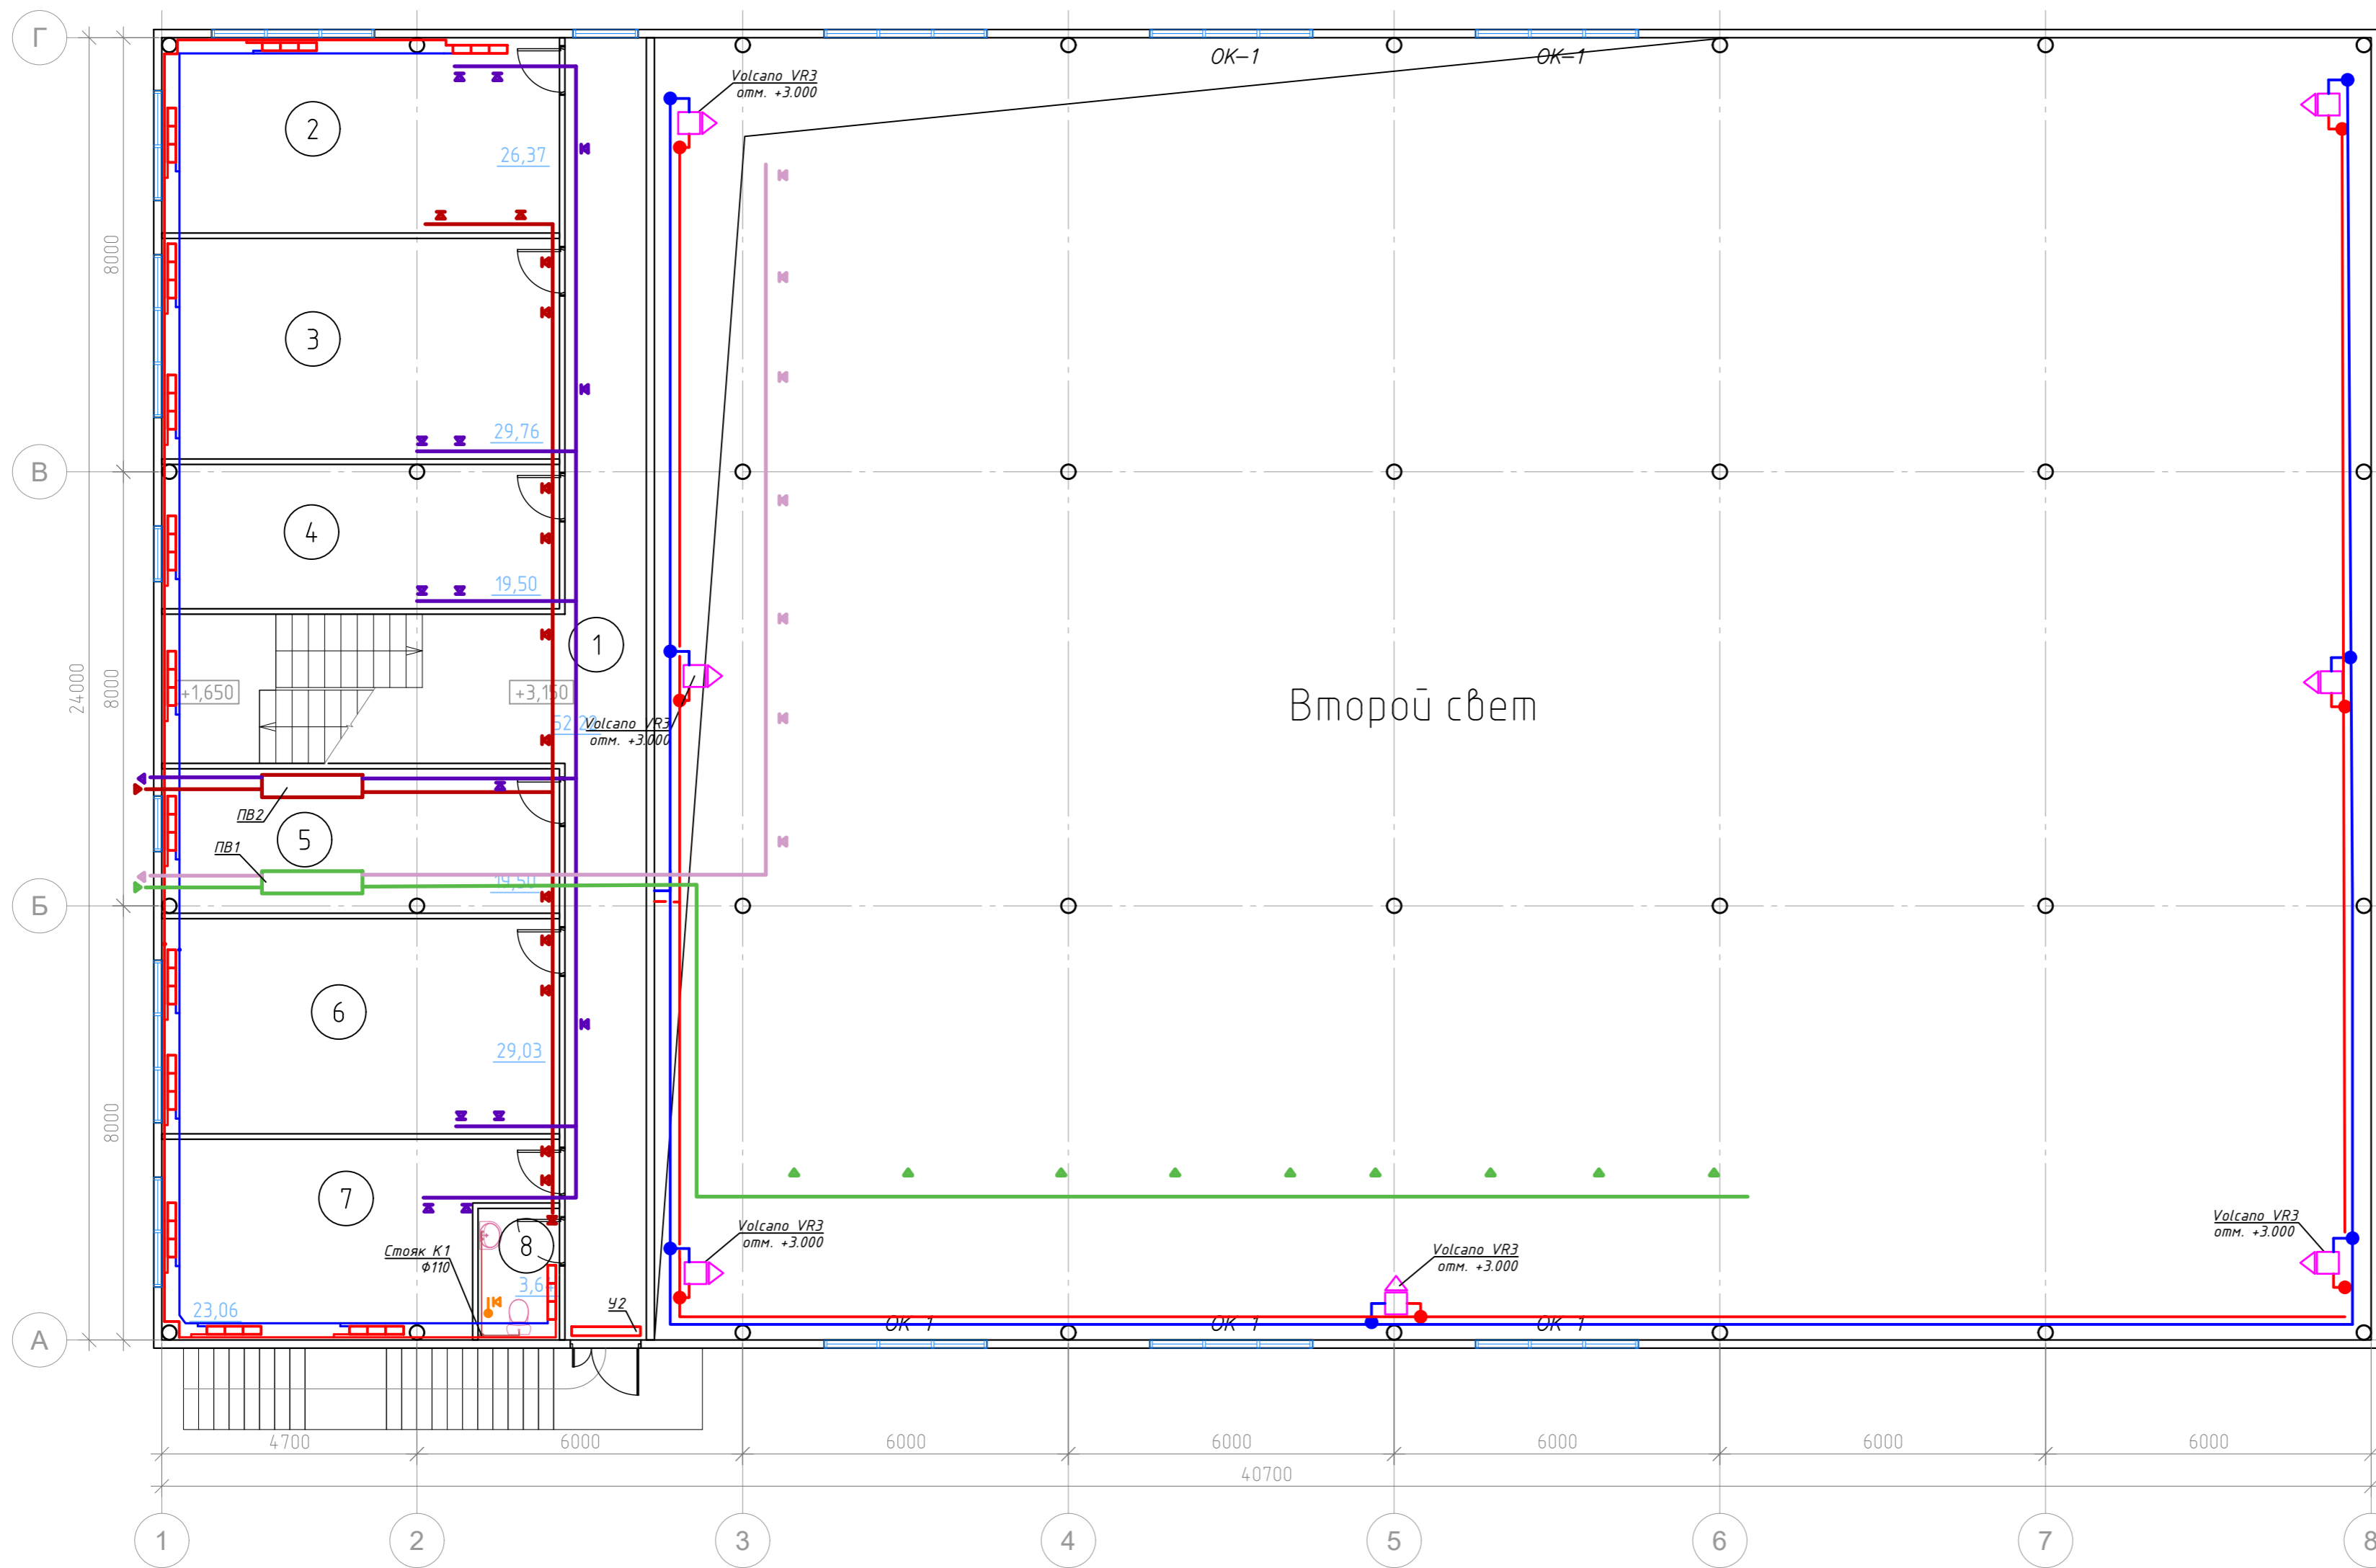 Г
ОК-1
ОК-1
Volcano VR3
отм. +3.000
2
26,37
8000
3
29,76
В
4
19,50
1
24000
8000
+1,650
+3,150
Второй свет
Volcano VR3
отм. +3.000
ПВ2
5
ПВ1
19,50
Б
6
29,03
8000
7
Volcano VR3
отм. +3.000
Volcano VR3
отм. +3.000
Volcano VR3
отм. +3.000
8
Стояк К1
ф110
3,64
23,06
У2
ОК-1
ОК-1
ОК-1
А
4700
6000
6000
6000
6000
6000
6000
40700
1
2
3
4
5
6
7
8